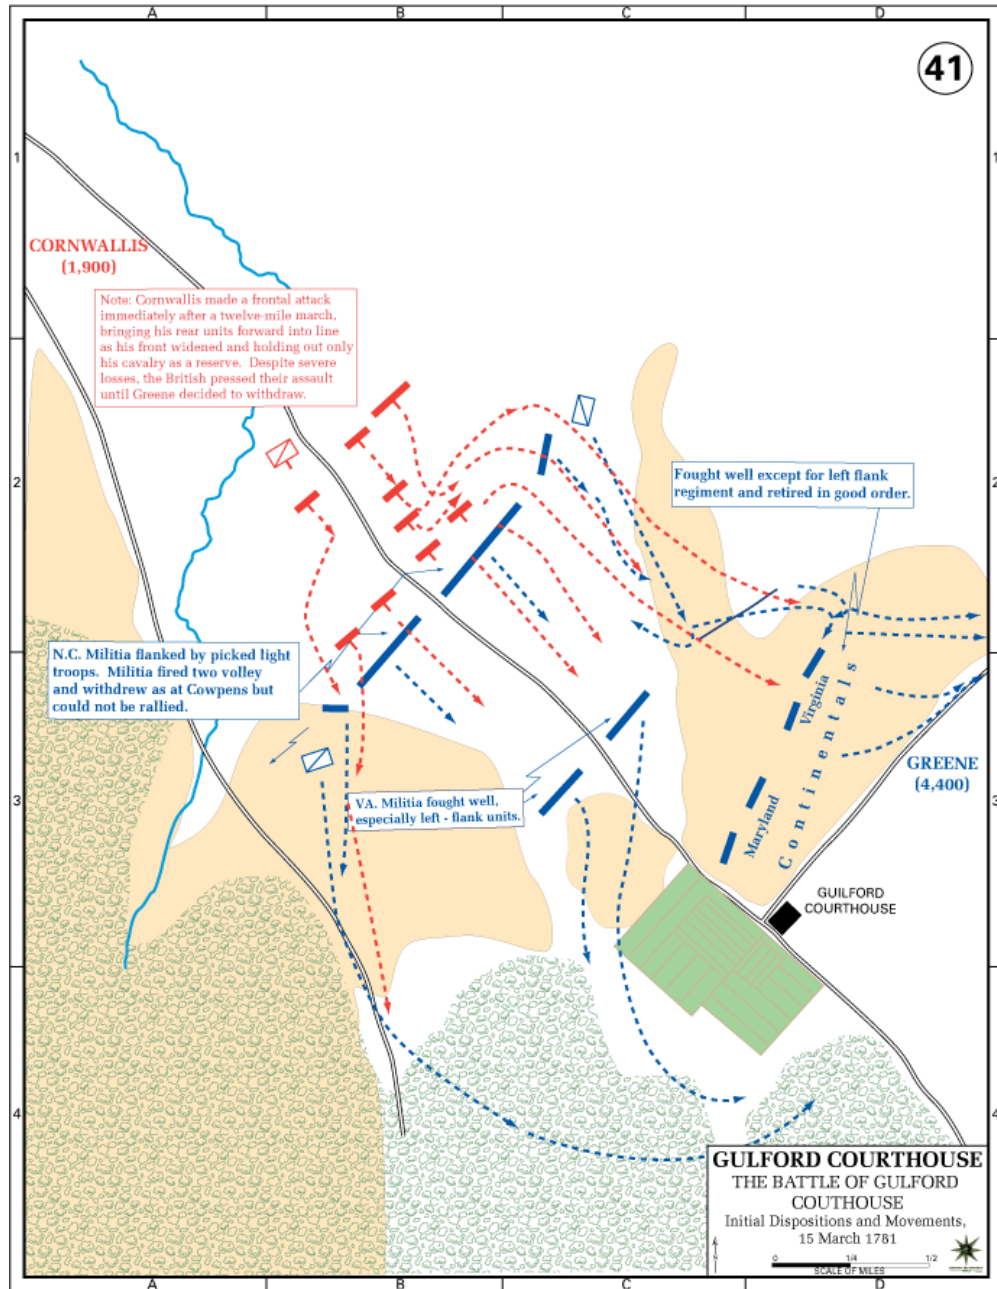 A
B
C
D
41
1
1
CORNWALLIS
(1,900)
Note: Cornwallis made a frontal attack
immediately after a twelve-mile march,
bringing his rear units forward into line
as his front widened and holding out only
his cavalry as a reserve. Despite severe
losses, the British pressed their assault
until Greene decided to withdraw.
2
2
Fought well except for left flank
regiment and retired in good order.
N.C. Militia flanked by picked light
troops. Militia fired two volley
and withdrew as at Cowpens but
could not be rallied.
Virginia
Continentals
Maryland
GREENE
(4,400)
3
3
VA. Militia fought well,
especially left - flank units.
GUILFORD
COURTHOUSE
4
4
GULFORD COURTHOUSE
THE BATTLE OF GULFORD
COUTHOUSE
Initial Dispositions and Movements,
15 March 1781
0 1/4 1/2
SCALE OF MILES
A
B
C
D